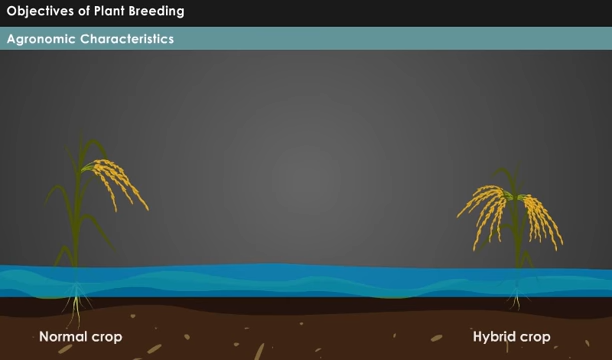 Objectives of Plant Breeding
Agronomic Characteristics
Normal crop
Hybrid crop